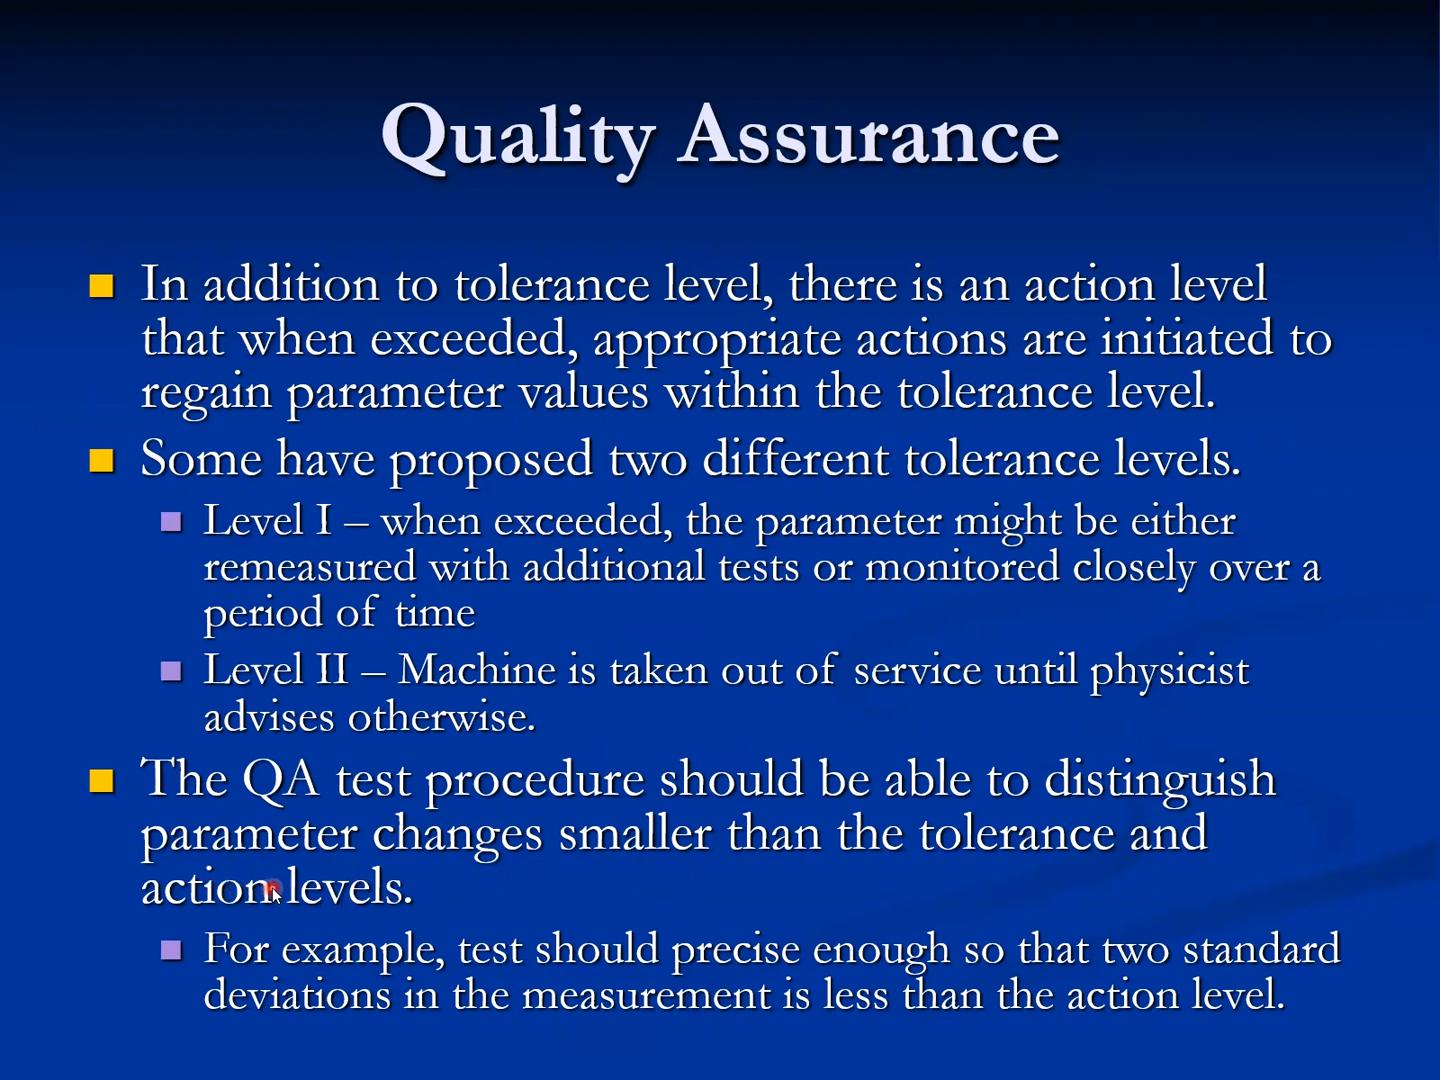 Quality Assurance
In addition to tolerance level, there is an action level
that when exceeded, appropriate actions are initiated to
regain parameter values within the tolerance level.
Some have proposed two different tolerance levels.
Level I – when exceeded, the parameter might be either
remeasured with additional tests or monitored closely over a
period of time
Level II – Machine is taken out of service until physicist
advises otherwise.
The QA test procedure should be able to distinguish
parameter changes smaller than the tolerance and
action levels.
For example, test should precise enough so that two standard
deviations in the measurement is less than the action level.